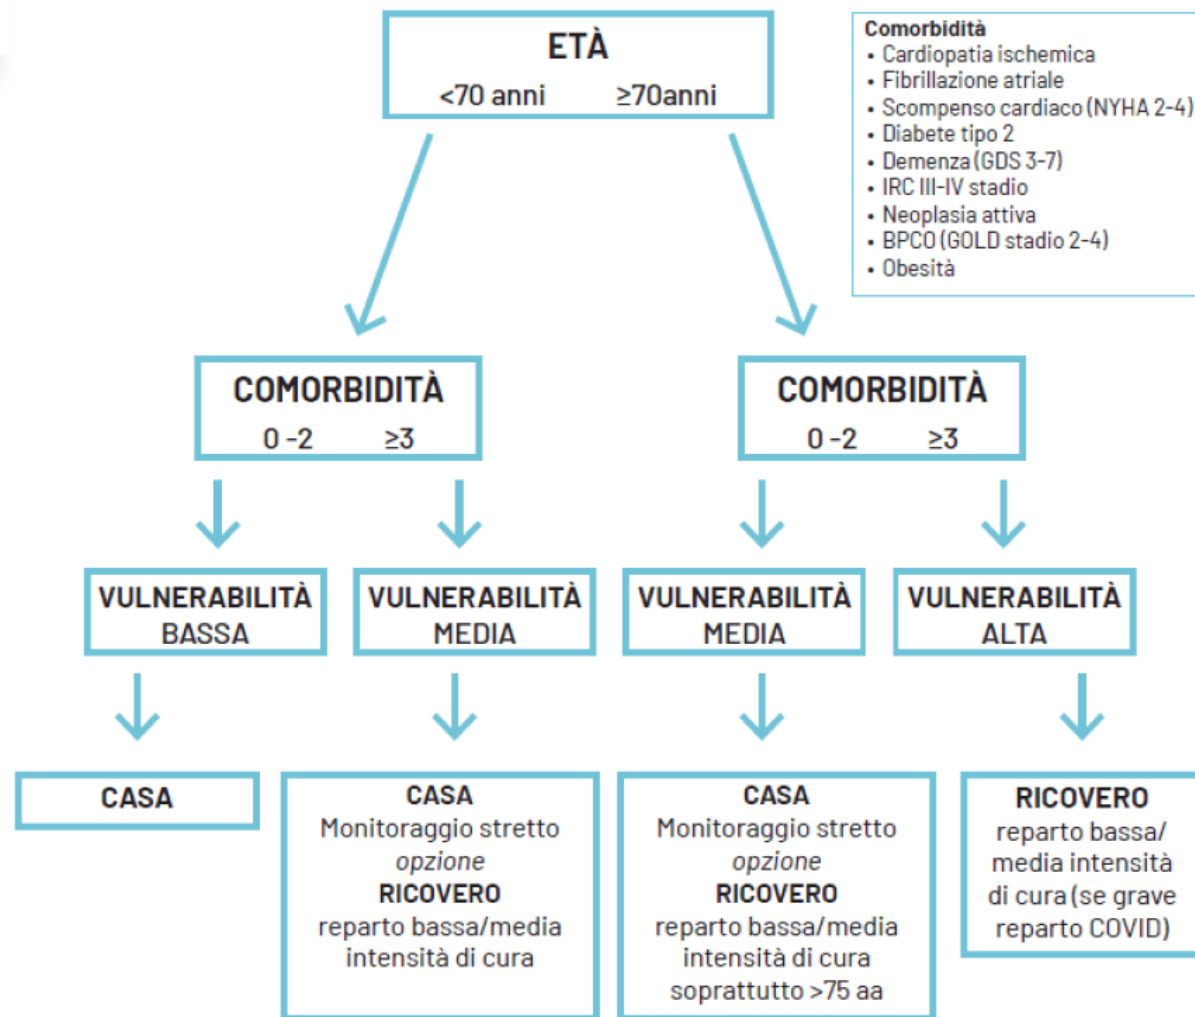 ETÀ
<70 anni ≥70anni
Comorbidità
• Cardiopatia ischemica
• Fibrillazione atriale
• Scompenso cardiaco (NYHA 2-4)
• Diabete tipo 2
• Demenza (GDS 3-7)
• IRC III-IV stadio
• Neoplasia attiva
• BPCO (GOLD stadio 2-4)
• Obesità
COMORBIDITÀ
0 -2 ≥3
COMORBIDITÀ
0 -2 ≥3
VULNERABILITÀ
BASSA
VULNERABILITÀ
MEDIA
VULNERABILITÀ
MEDIA
VULNERABILITÀ
ALTA
CASA
CASA
Monitoraggio stretto
opzione
RICOVERO
reparto bassa/media
intensità di cura
CASA
Monitoraggio stretto
opzione
RICOVERO
reparto bassa/media
intensità di cura
soprattutto >75 aa
RICOVERO
reparto bassa/
media intensità
di cura (se grave
reparto COVID)